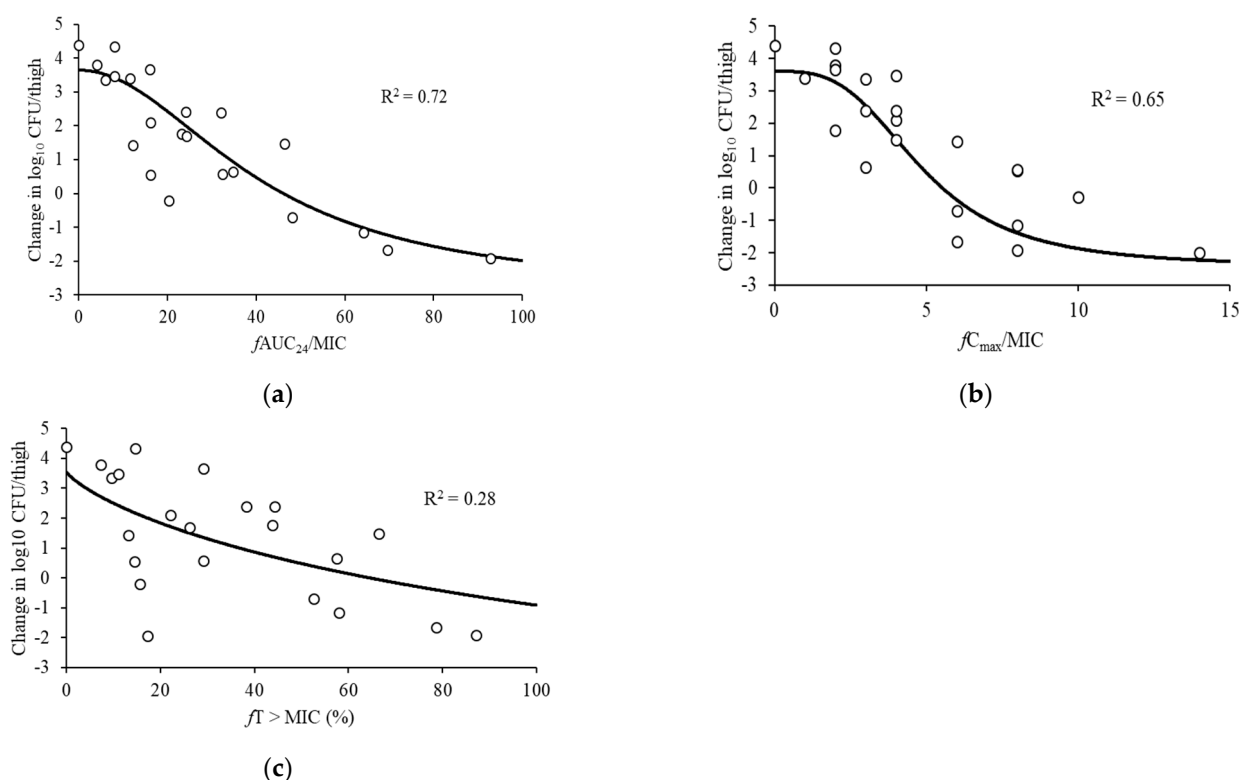 5
4
3
2
1
0
-1
-2
-3
Change in log₁₀ CFU/thigh
R² = 0.72
0 20 40 60 80 100
fAUC₂₄/MIC
(a)
5
4
3
2
1
0
-1
-2
-3
Change in log₁₀ CFU/thigh
R² = 0.65
0 5 10 15
fCₘₐₓ/MIC
(b)
5
4
3
2
1
0
-1
-2
-3
Change in log10 CFU/thigh
R² = 0.28
0 20 40 60 80 100
fT > MIC (%)
(c)